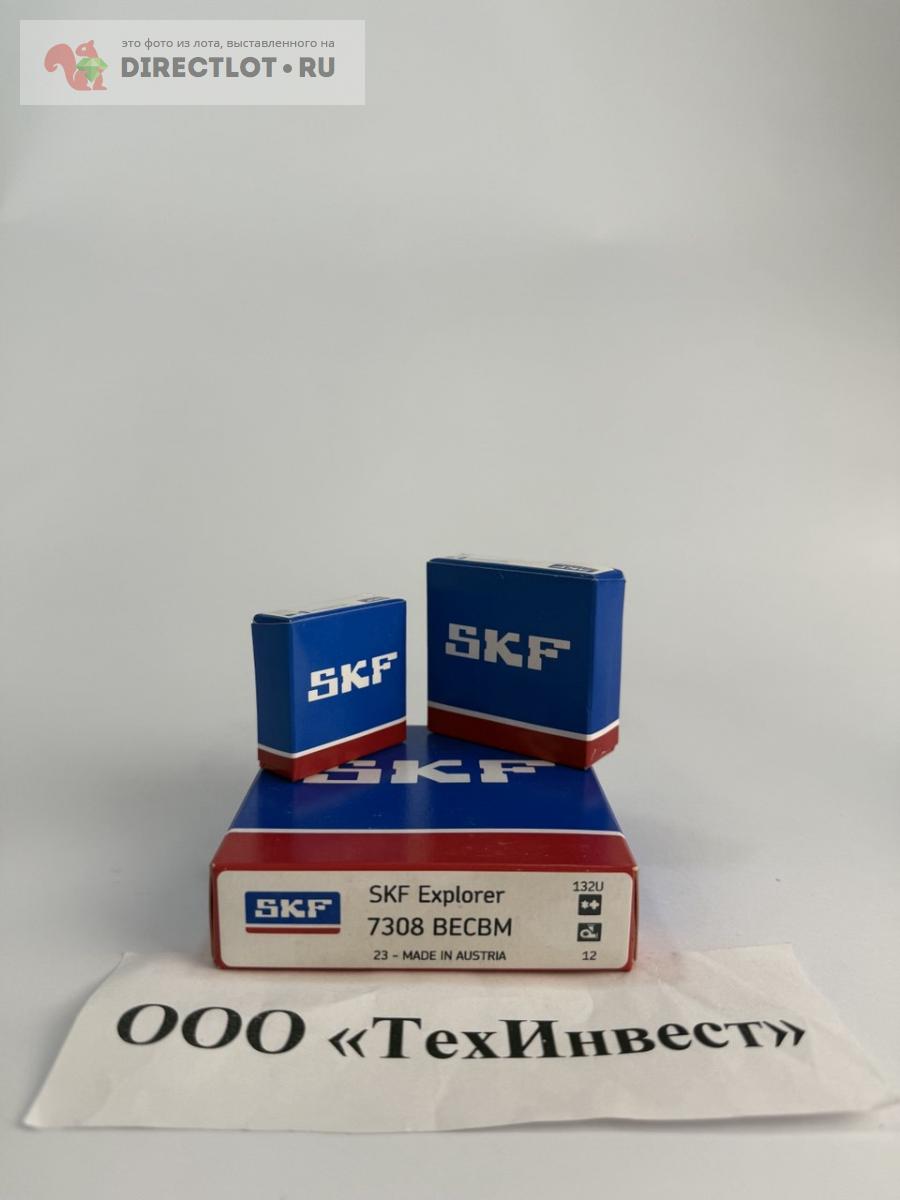 это фото из лота, выставленного на
DIRECTLOT•RU
SKF
SKF
SKF
SKF
SKF Explorer
7308 BECBM
23 - MADE IN AUSTRIA
132U
12
ООО «ТехИнвест»